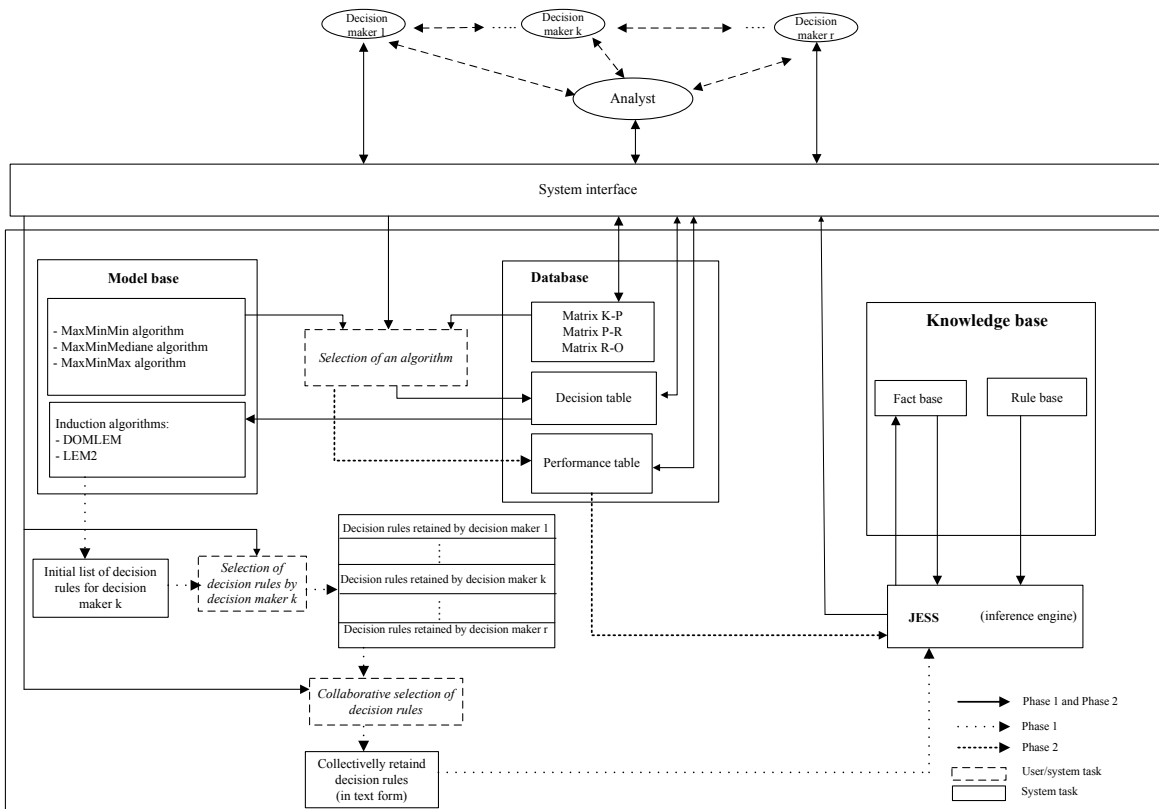 Decision
maker 1
Decision
maker k
Decision
maker r
Analyst
System interface
Model base
- MaxMinMin algorithm
- MaxMinMediane algorithm
- MaxMinMax algorithm
Induction algorithms:
- DOMLEM
- LEM2
Selection of an algorithm
Database
Matrix K-P
Matrix P-R
Matrix R-O
Decision table
Performance table
Knowledge base
Fact base
Rule base
Initial list of decision
rules for decision
maker k
Selection of
decision rules by
decision maker k
Decision rules retained by decision maker 1
Decision rules retained by decision maker k
Decision rules retained by decision maker r
JESS (inference engine)
Collaborative selection of
decision rules
Collectivelly retaind
decision rules
(in text form)
Phase 1 and Phase 2
Phase 1
Phase 2
User/system task
System task